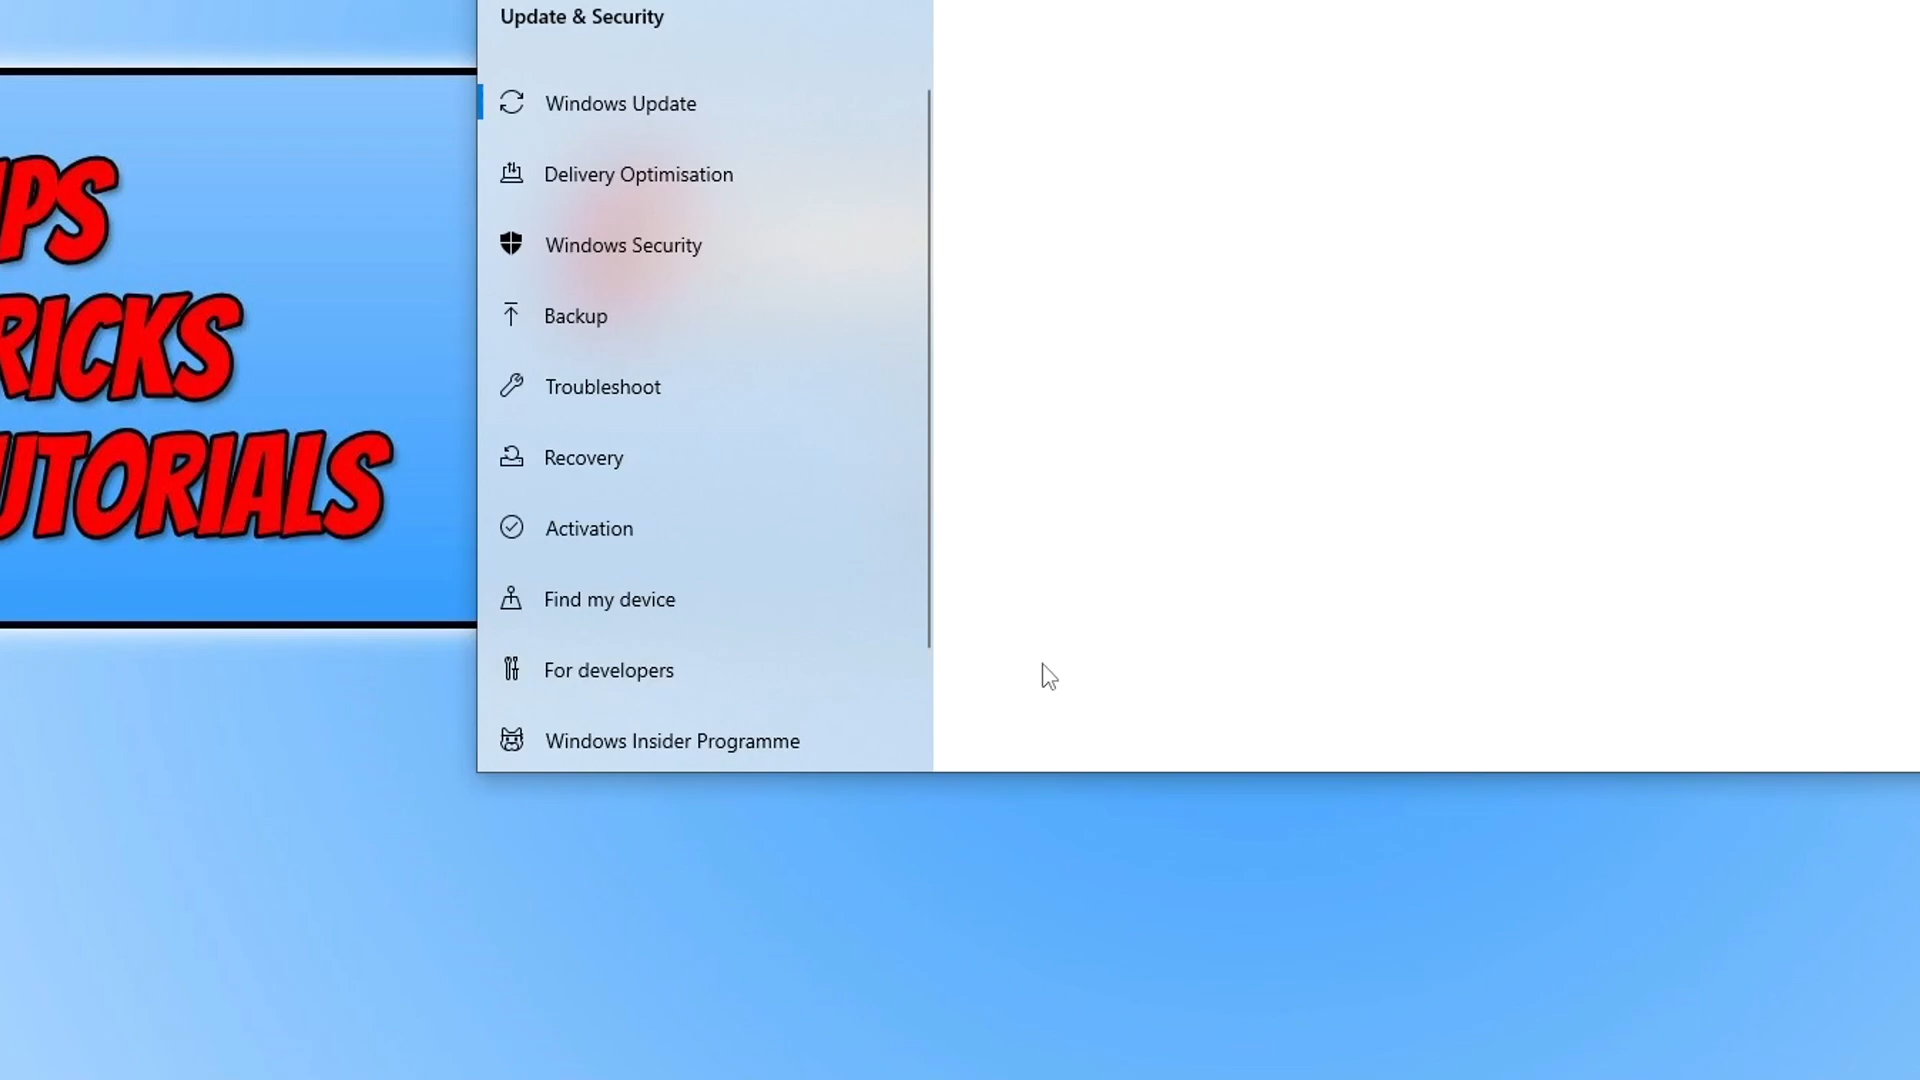 Update & Security
Windows Update
Delivery Optimisation
Windows Security
Backup
Troubleshoot
Recovery
Activation
Find my device
For developers
Windows Insider Programme
IPS
RICKS
UTORIALS